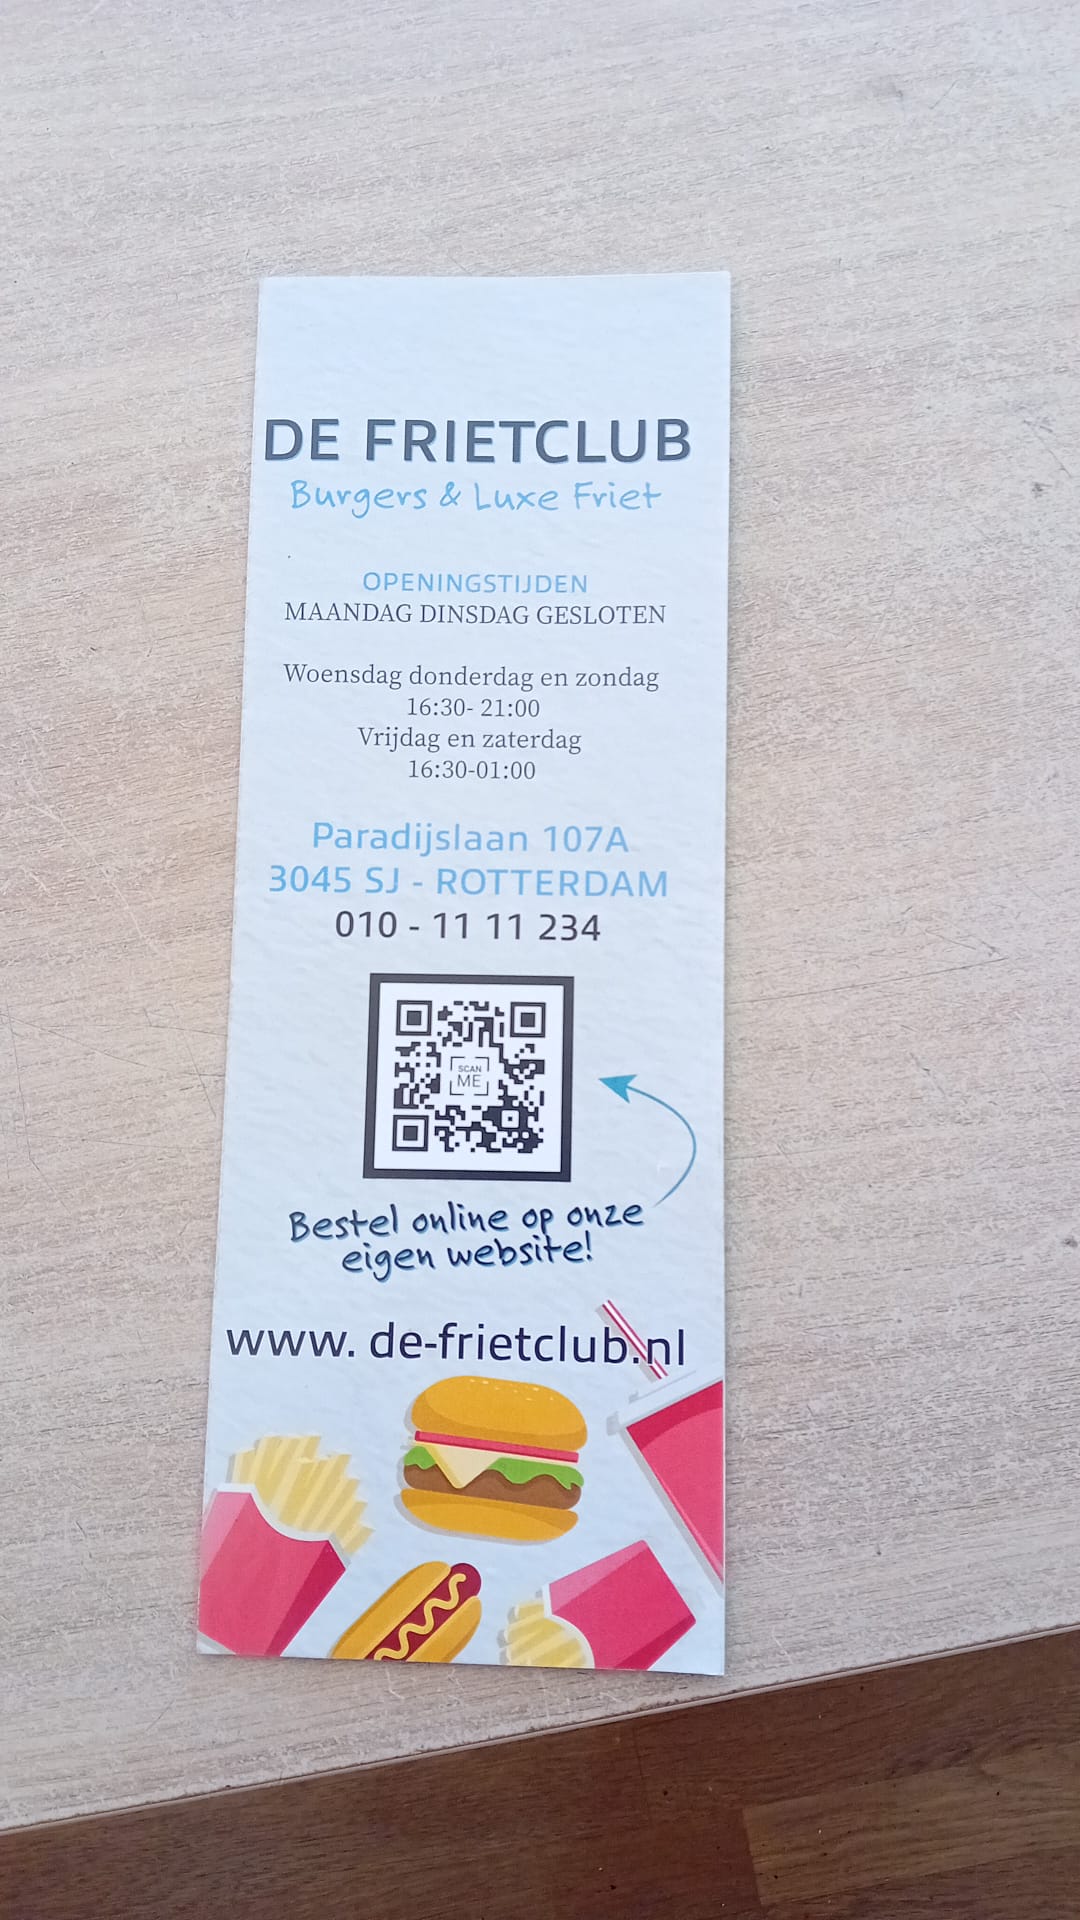 DE FRIETCLUB
Burgers & Luxe Friet
OPENINGSTIJDEN
MAANDAG DINSDAG GESLOTEN
Woensdag donderdag en zondag
16:30- 21:00
Vrijdag en zaterdag
16:30-01:00
Paradijslaan 107A
3045 SJ - ROTTERDAM
010 - 11 11 234
SCAN
ME
Bestel online op onze
eigen website!
www. de-frietclub.nl